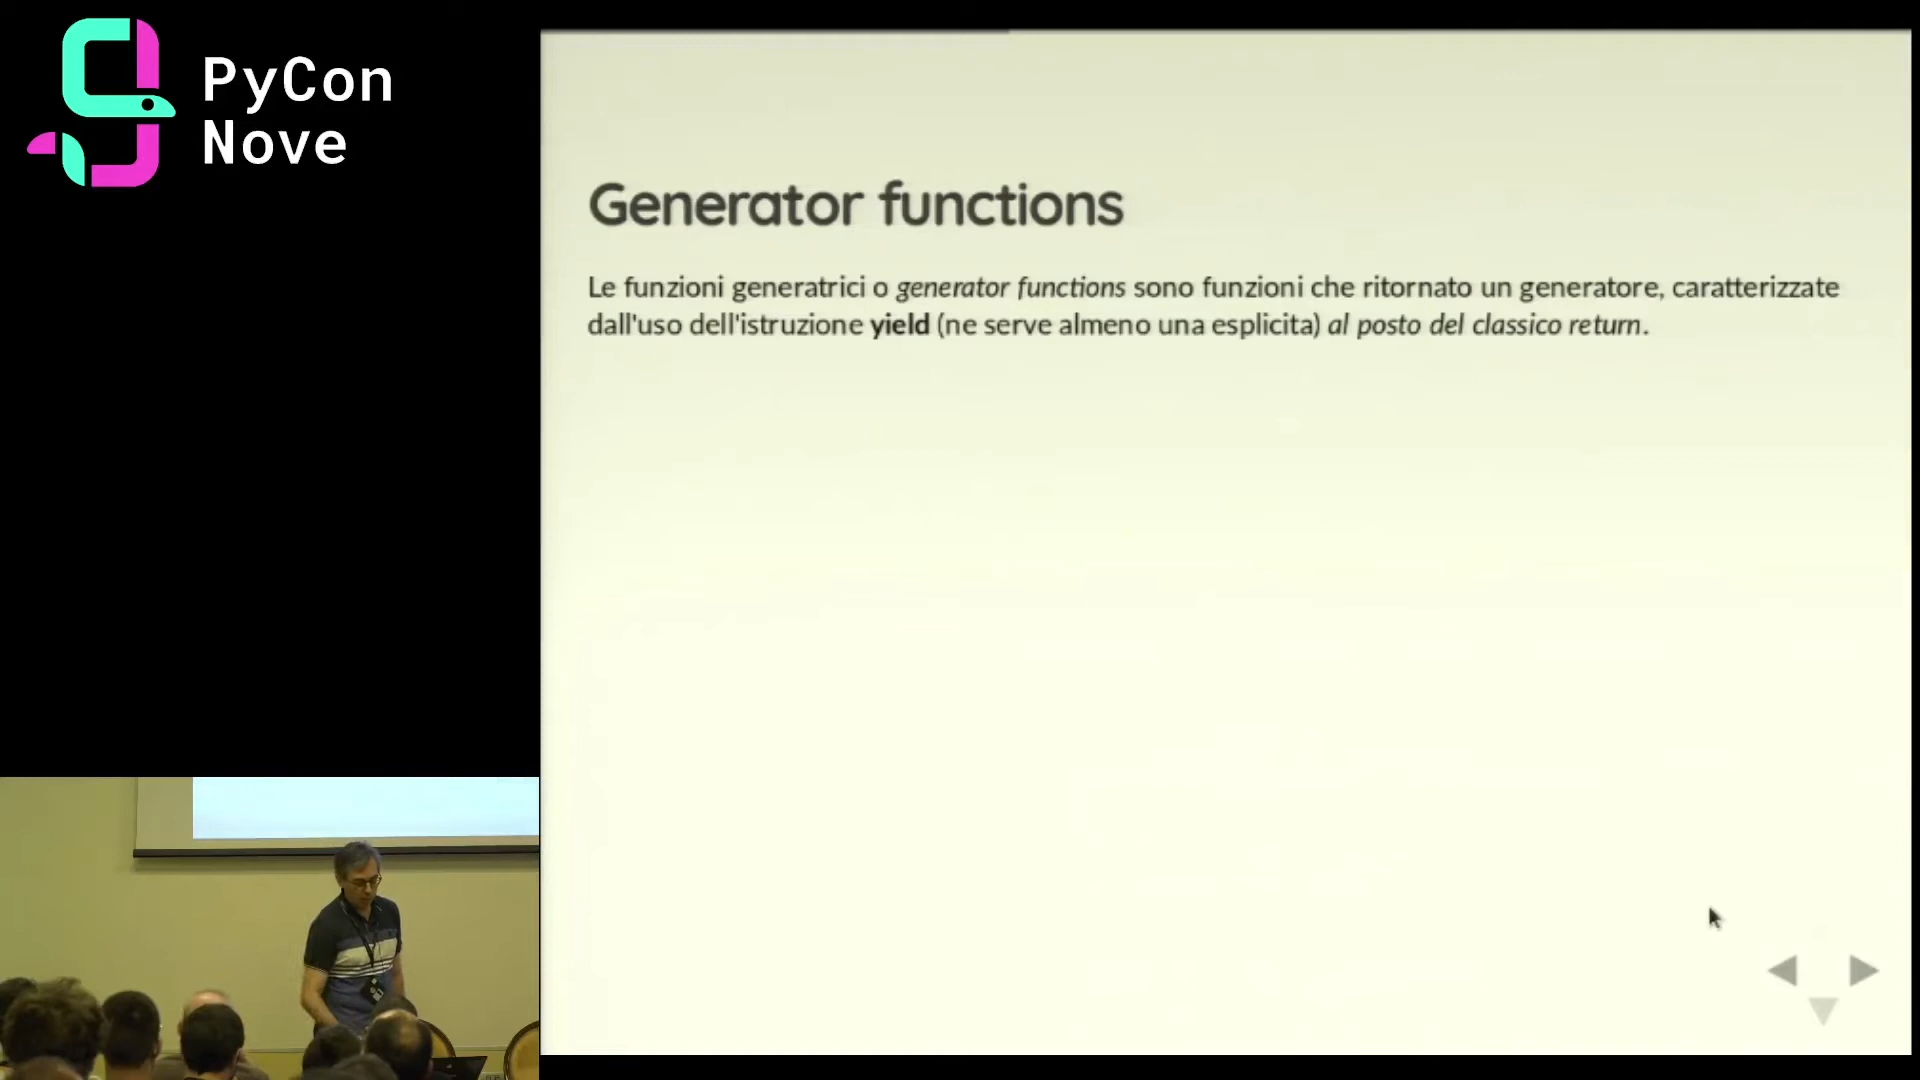 PyCon
Nove
Generator functions
Le funzioni generatrici o generator functions sono funzioni che ritornato un generatore, caratterizzate
dall'uso dell'istruzione yield (ne serve almeno una esplicita) al posto del classico return.